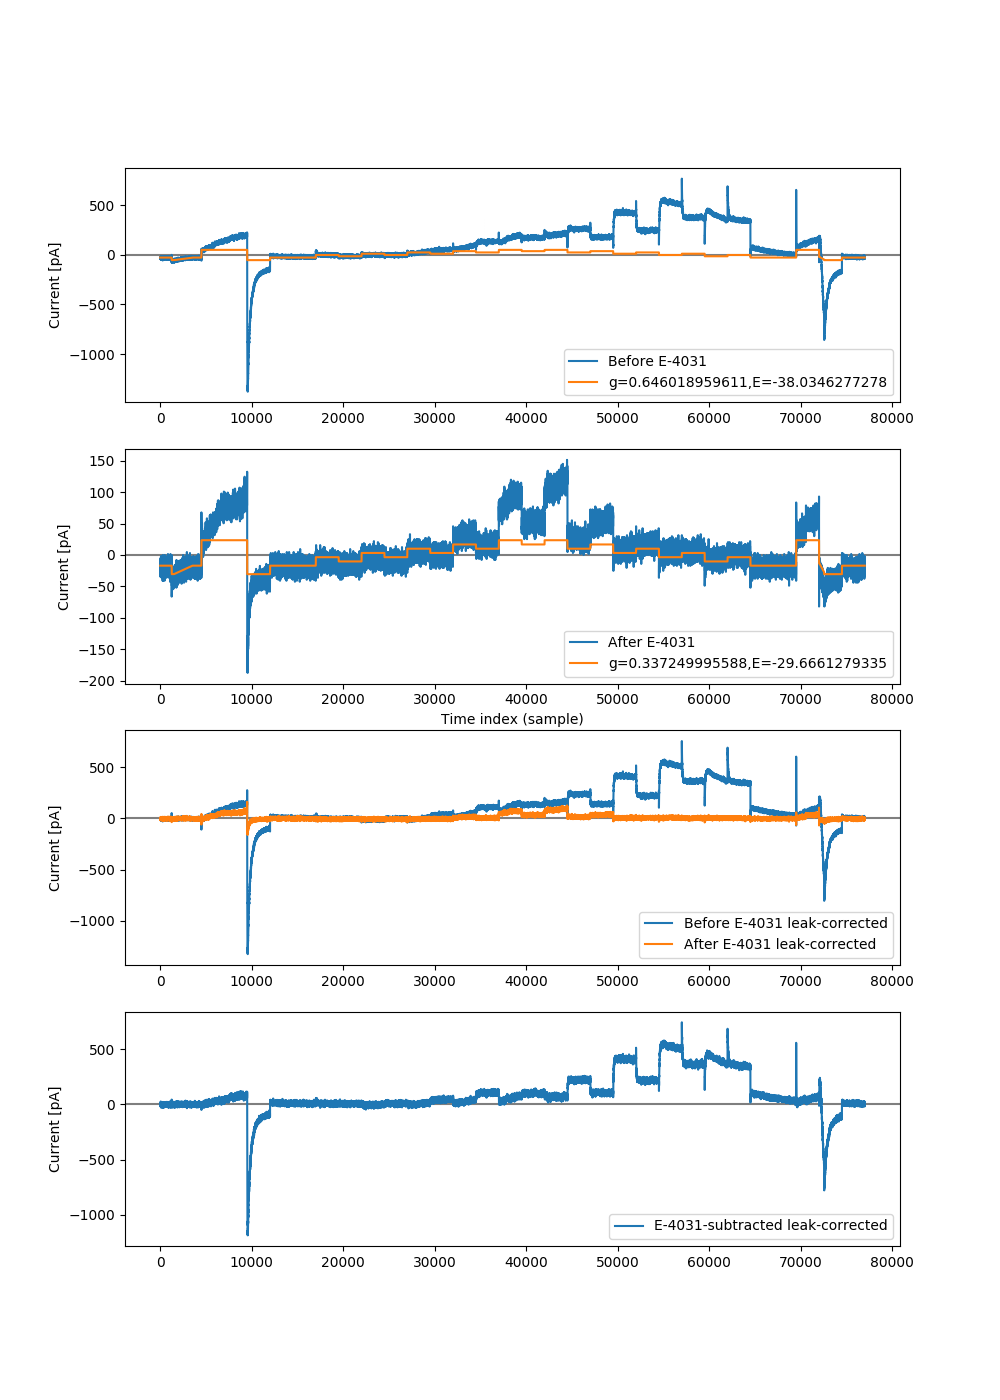 500
0
−500
−1000
Current [pA]
Before E-4031
g=0.646018959611,E=-38.0346277278
0 10000 20000 30000 40000 50000 60000 70000 80000
150
100
50
0
−50
−100
−150
−200
Current [pA]
After E-4031
g=0.337249995588,E=-29.6661279335
0 10000 20000 30000 40000 50000 60000 70000 80000
Time index (sample)
500
0
−500
−1000
Current [pA]
Before E-4031 leak-corrected
After E-4031 leak-corrected
0 10000 20000 30000 40000 50000 60000 70000 80000
500
0
−500
−1000
Current [pA]
E-4031-subtracted leak-corrected
0 10000 20000 30000 40000 50000 60000 70000 80000